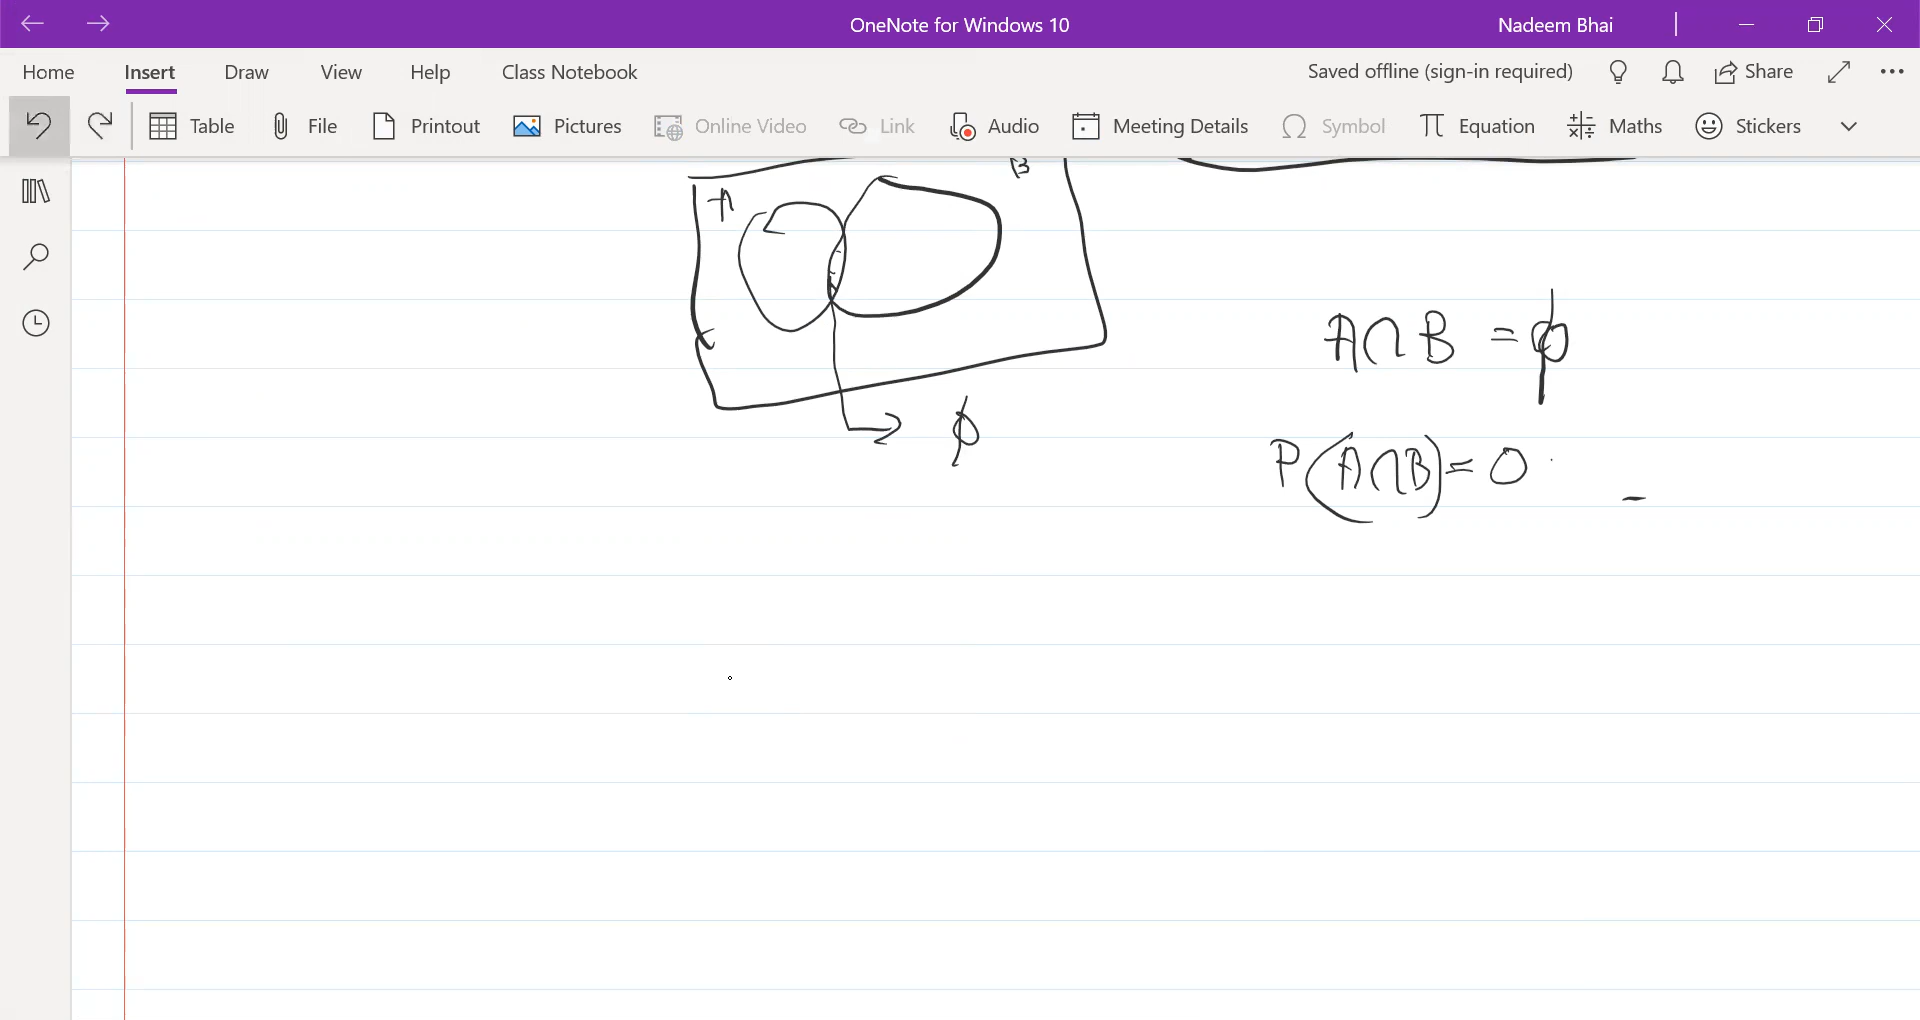 OneNote for Windows 10
Nadeem Bhai
Home Insert Draw View Help Class Notebook
Saved offline (sign-in required) Share
Table File Printout Pictures Online Video Link Audio Meeting Details Symbol Equation Maths Stickers
B
A
A∩B = ϕ
ϕ
P(A∩B) = 0